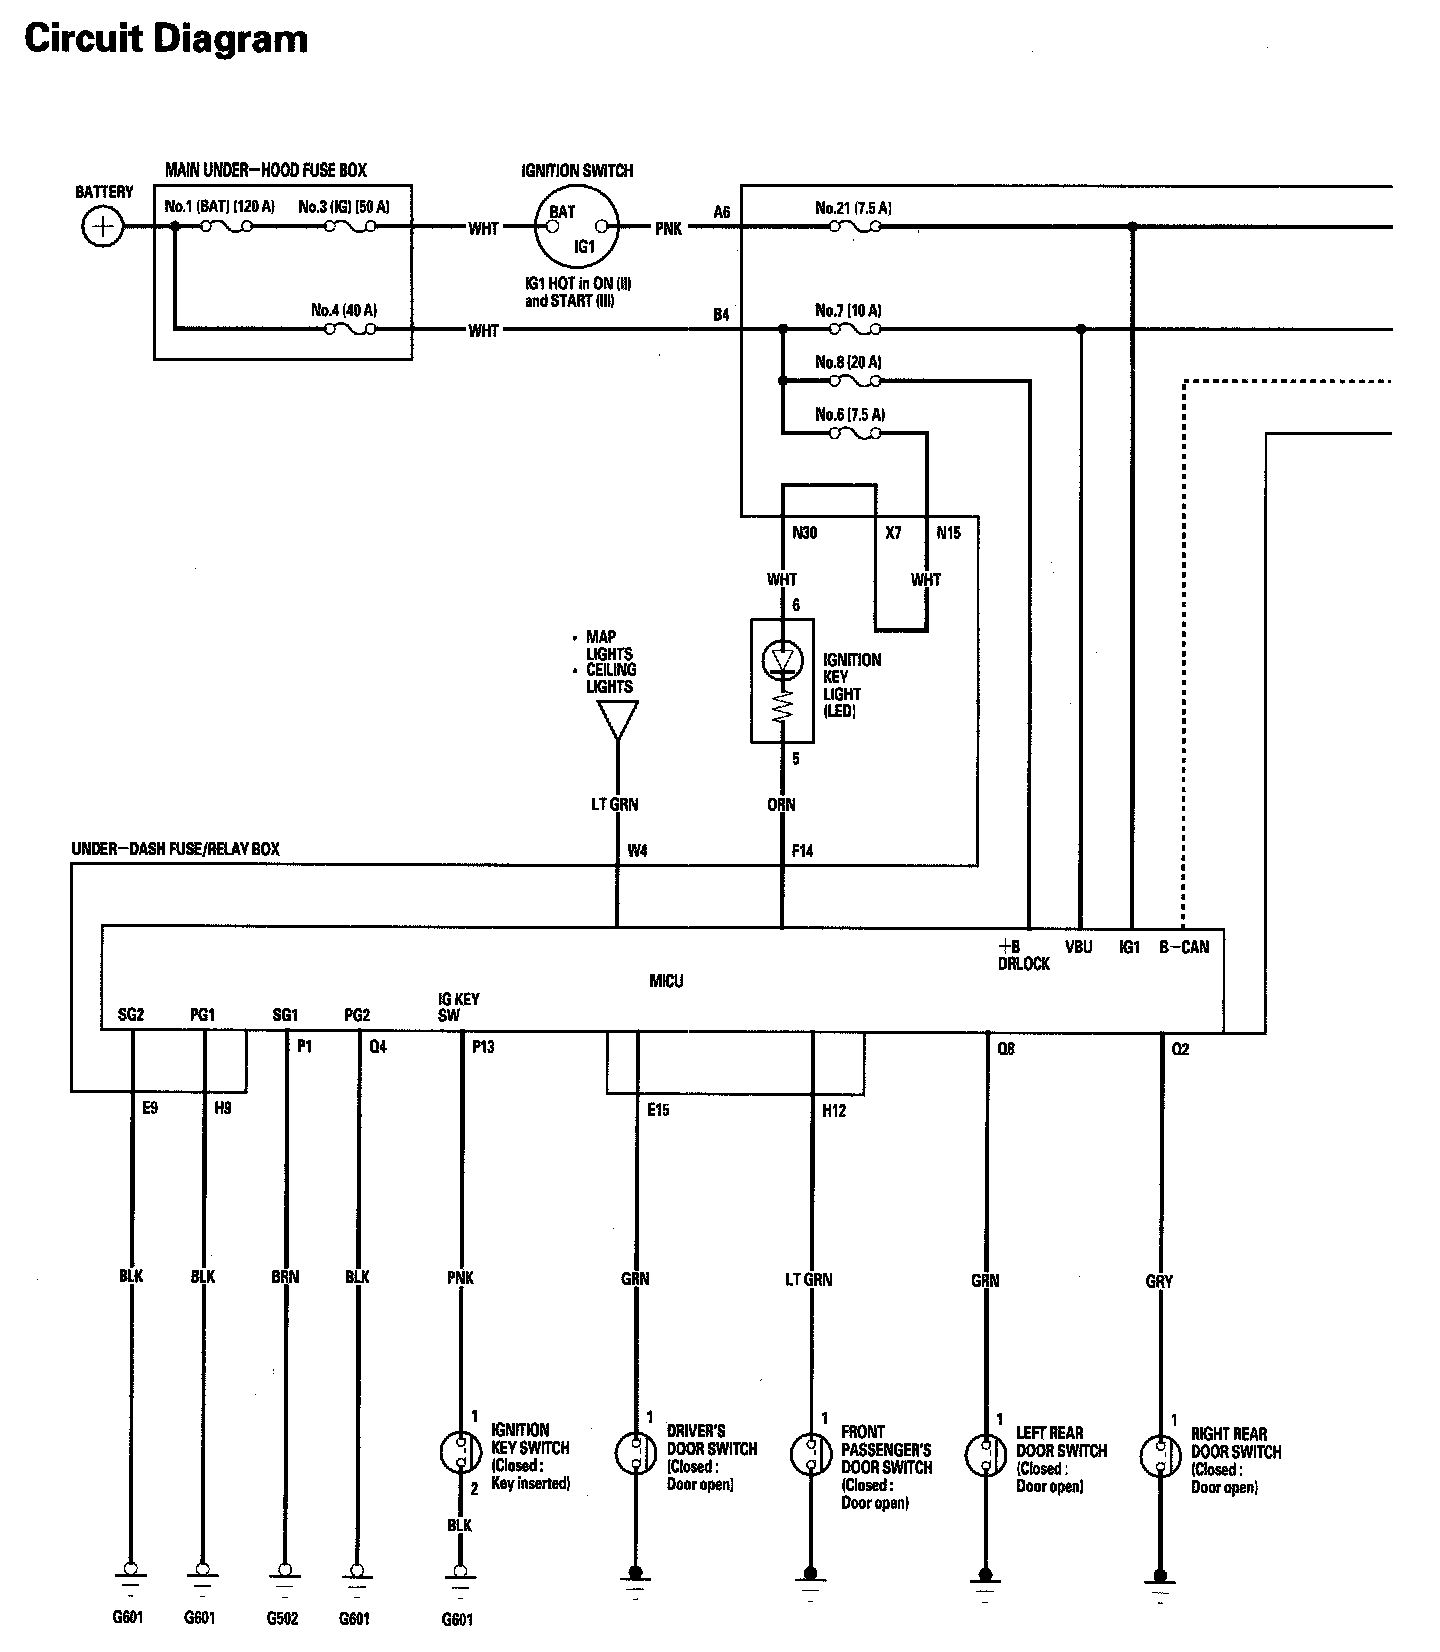 Circuit Diagram
MAIN UNDER-HOOD FUSE BOX
IGNITION SWITCH
BATTERY
No.1 (BAT) (120 A)
No.3 (IG) (50 A)
BAT
IG1
WHT
PNK
A6
No.21 (7.5 A)
IG1 HOT in ON (II)
and START (III)
No.4 (40 A)
WHT
B4
No.7 (10 A)
No.8 (20 A)
No.6 (7.5 A)
N30
X7
N15
WHT
WHT
6
• MAP
LIGHTS
• CEILING
LIGHTS
IGNITION
KEY
LIGHT
(LED)
5
LT GRN
ORN
UNDER-DASH FUSE/RELAY BOX
W4
F14
+B
DRLOCK
VBU
IG1
B-CAN
MICU
SG2
PG1
SG1
PG2
IG KEY
SW
P1
Q4
P13
Q8
Q2
E9
H9
E15
H12
BLK
BLK
BRN
BLK
PNK
GRN
LT GRN
GRN
GRY
1
IGNITION
KEY SWITCH
(Closed :
Key inserted)
2
1
DRIVER'S
DOOR SWITCH
(Closed :
Door open)
1
FRONT
PASSENGER'S
DOOR SWITCH
(Closed :
Door open)
1
LEFT REAR
DOOR SWITCH
(Closed :
Door open)
1
RIGHT REAR
DOOR SWITCH
(Closed :
Door open)
BLK
G601
G601
G502
G601
G601